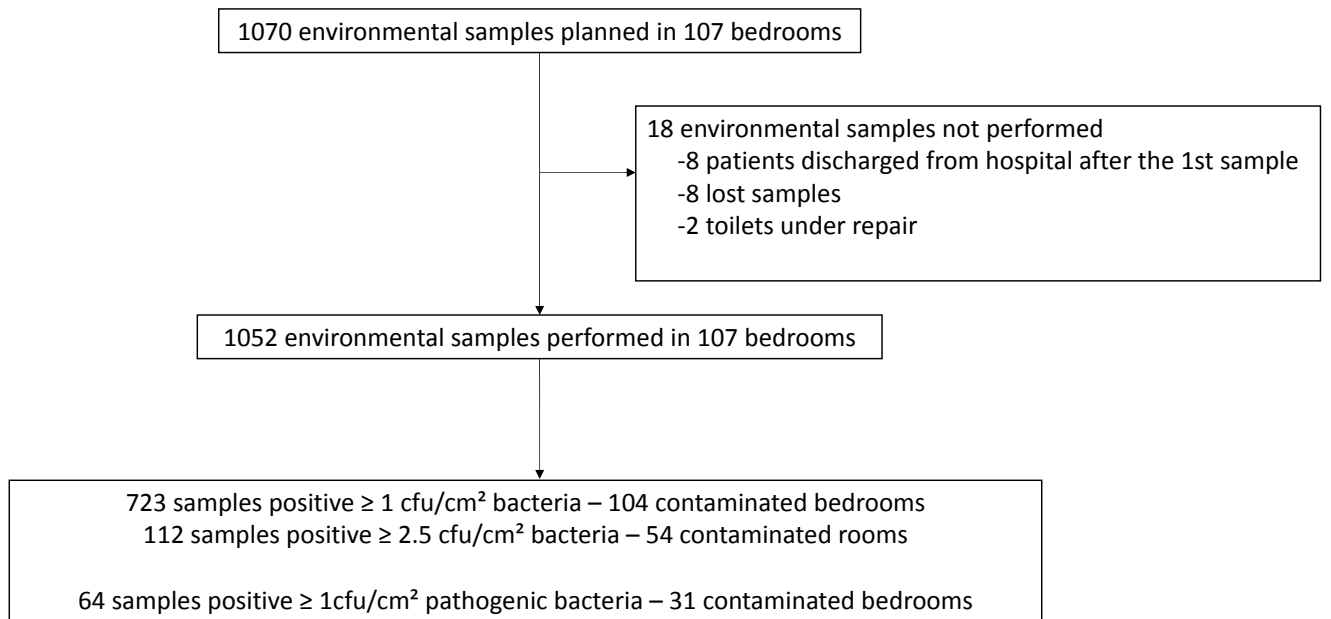 1070 environmental samples planned in 107 bedrooms
18 environmental samples not performed
-8 patients discharged from hospital after the 1st sample
-8 lost samples
-2 toilets under repair
1052 environmental samples performed in 107 bedrooms
723 samples positive ≥ 1 cfu/cm² bacteria – 104 contaminated bedrooms
112 samples positive ≥ 2.5 cfu/cm² bacteria – 54 contaminated rooms
64 samples positive ≥ 1cfu/cm² pathogenic bacteria – 31 contaminated bedrooms